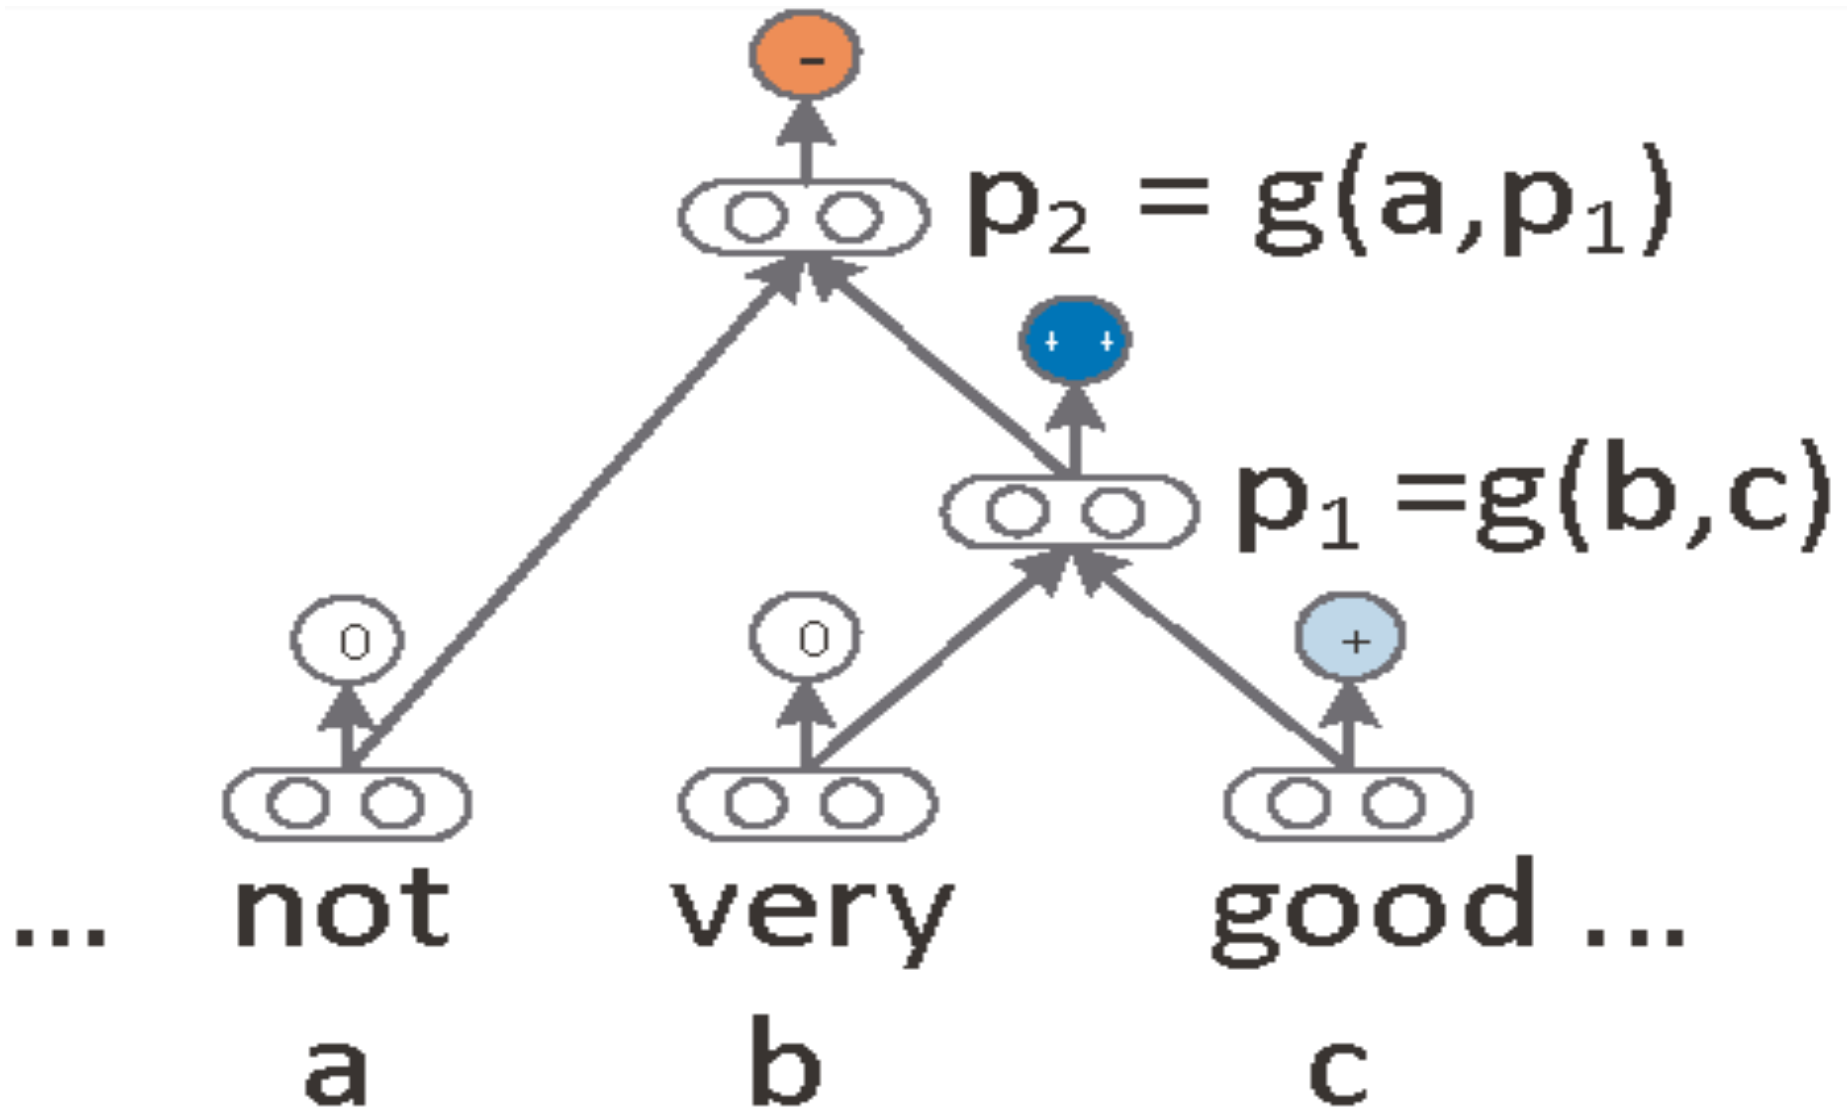 -
p₂ = g(a,p₁)
+ +
p₁ =g(b,c)
0 0 +
... not very good ...
a b c